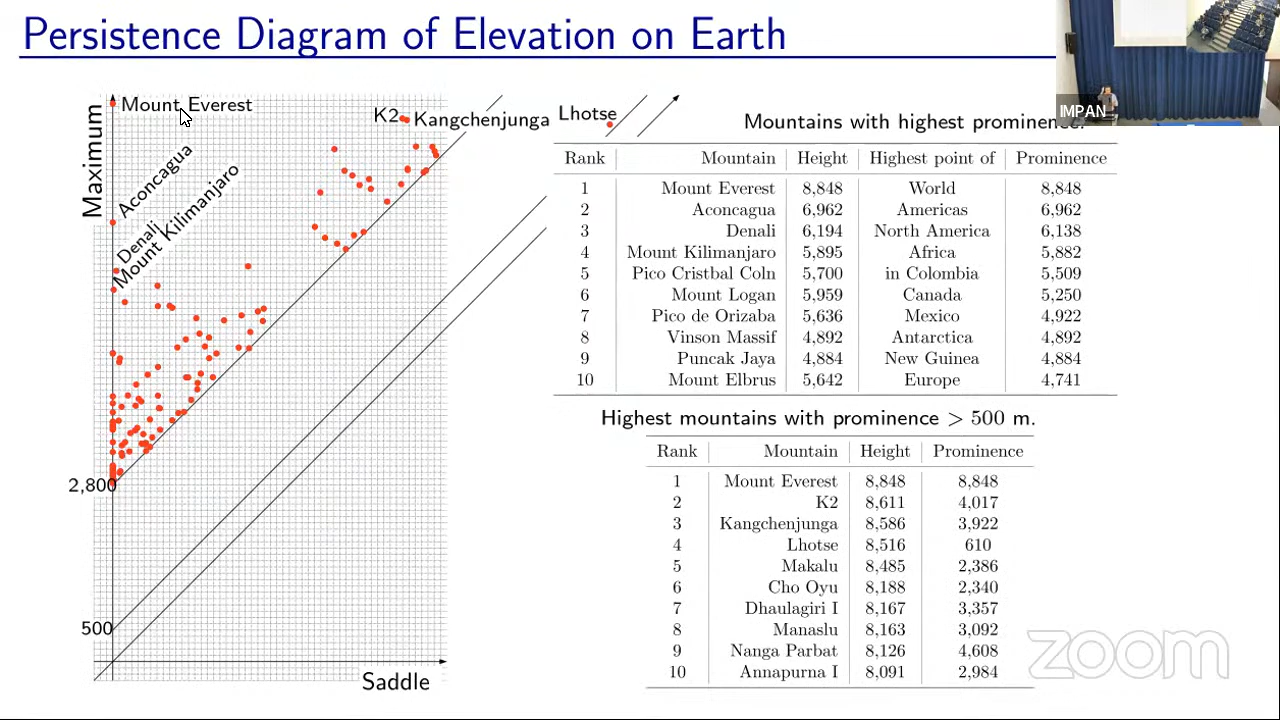 Persistence Diagram of Elevation on Earth
IMPAN
Maximum
Mount Everest
K2
Kangchenjunga
Lhotse
Aconcagua
Denali
Mount Kilimanjaro
2,800
500
Saddle
Mountains with highest prominence.
Rank Mountain Height Highest point of Prominence
1 Mount Everest 8,848 World 8,848
2 Aconcagua 6,962 Americas 6,962
3 Denali 6,194 North America 6,138
4 Mount Kilimanjaro 5,895 Africa 5,882
5 Pico Cristbal Coln 5,700 in Colombia 5,509
6 Mount Logan 5,959 Canada 5,250
7 Pico de Orizaba 5,636 Mexico 4,922
8 Vinson Massif 4,892 Antarctica 4,892
9 Puncak Jaya 4,884 New Guinea 4,884
10 Mount Elbrus 5,642 Europe 4,741
Highest mountains with prominence > 500 m.
Rank Mountain Height Prominence
1 Mount Everest 8,848 8,848
2 K2 8,611 4,017
3 Kangchenjunga 8,586 3,922
4 Lhotse 8,516 610
5 Makalu 8,485 2,386
6 Cho Oyu 8,188 2,340
7 Dhaulagiri I 8,167 3,357
8 Manaslu 8,163 3,092
9 Nanga Parbat 8,126 4,608
10 Annapurna I 8,091 2,984
zoom